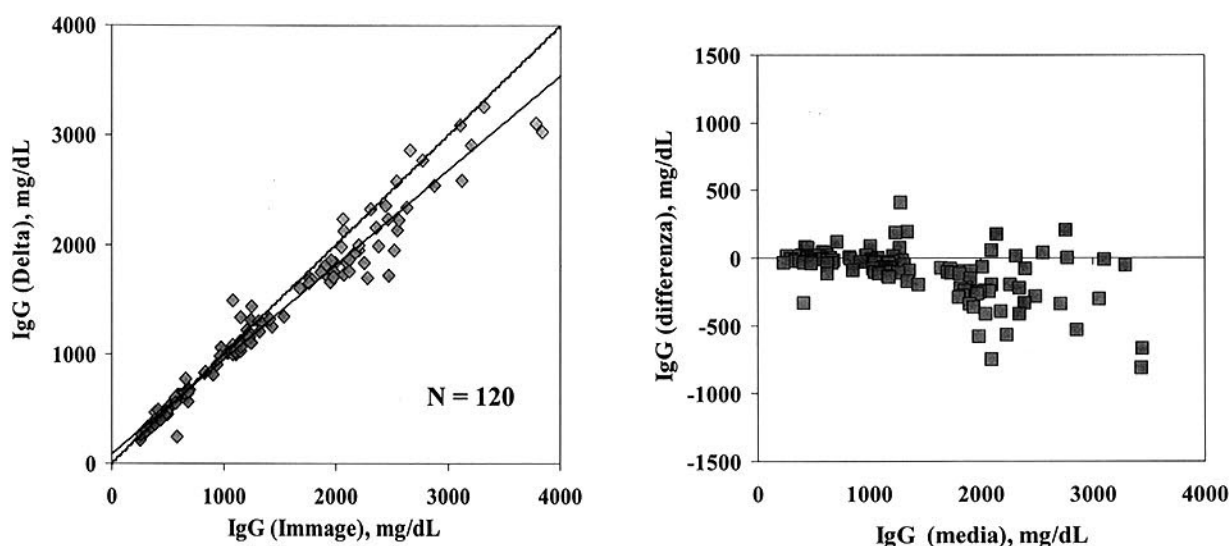 4000
3000
2000
1000
0
IgG (Delta), mg/dL
N = 120
0 1000 2000 3000 4000
IgG (Immage), mg/dL
1500
1000
500
0
-500
-1000
-1500
IgG (differenza), mg/dL
0 1000 2000 3000 4000
IgG (media), mg/dL